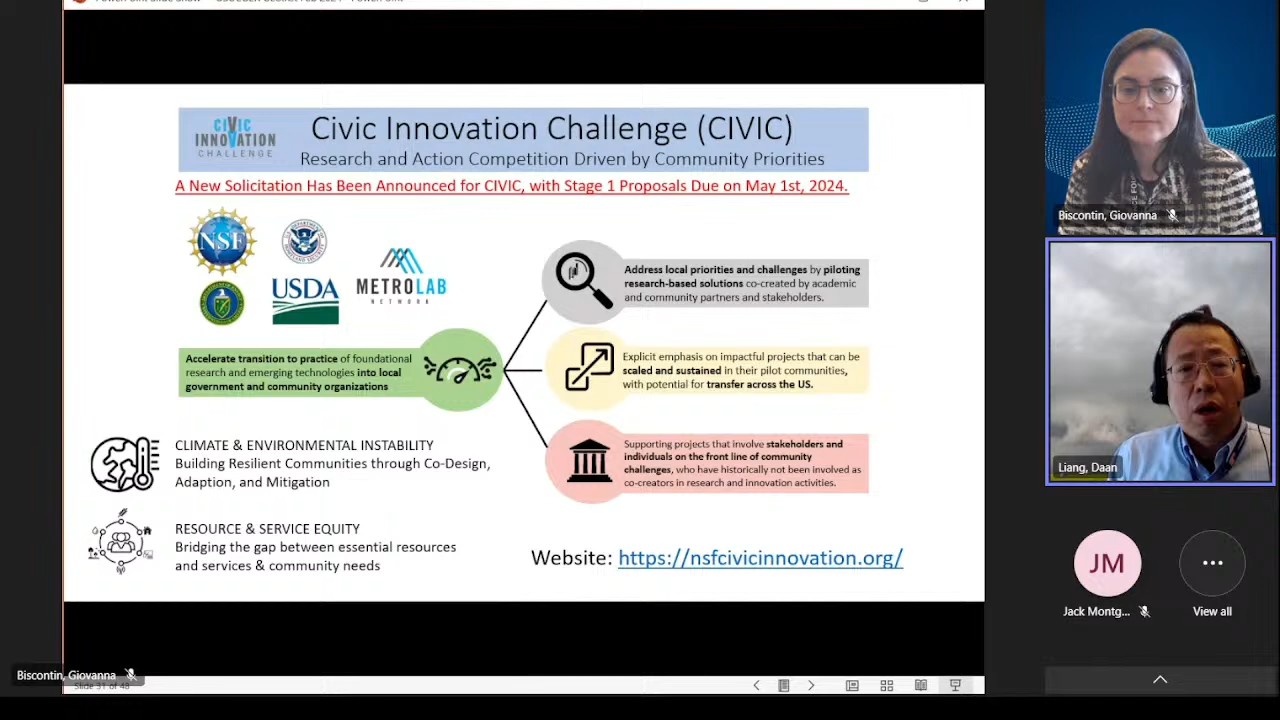 CIVIC
INNOVATION
CHALLENGE
Civic Innovation Challenge (CIVIC)
Research and Action Competition Driven by Community Priorities
A New Solicitation Has Been Announced for CIVIC, with Stage 1 Proposals Due on May 1st, 2024.
NSF
USDA
METROLAB
NETWORK
Accelerate transition to practice of foundational
research and emerging technologies into local
government and community organizations
Address local priorities and challenges by piloting
research-based solutions co-created by academic
and community partners and stakeholders.
Explicit emphasis on impactful projects that can be
scaled and sustained in their pilot communities,
with potential for transfer across the US.
Supporting projects that involve stakeholders and
individuals on the front line of community
challenges, who have historically not been involved as
co-creators in research and innovation activities.
CLIMATE & ENVIRONMENTAL INSTABILITY
Building Resilient Communities through Co-Design,
Adaption, and Mitigation
RESOURCE & SERVICE EQUITY
Bridging the gap between essential resources
and services & community needs
Website: https://nsfcivicinnovation.org/
Biscontin, Giovanna
Slide 31 of 48
Biscontin, Giovanna
Liang, Daan
JM
Jack Montg...
View all